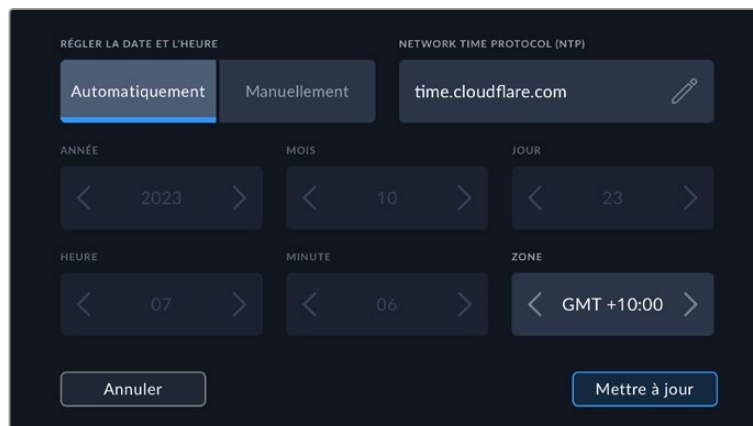 RÉGLER LA DATE ET L'HEURE
NETWORK TIME PROTOCOL (NTP)
Automatiquement
Manuellement
time.cloudflare.com
ANNÉE
MOIS
JOUR
2023
10
23
HEURE
MINUTE
ZONE
07
06
GMT +10:00
Annuler
Mettre à jour